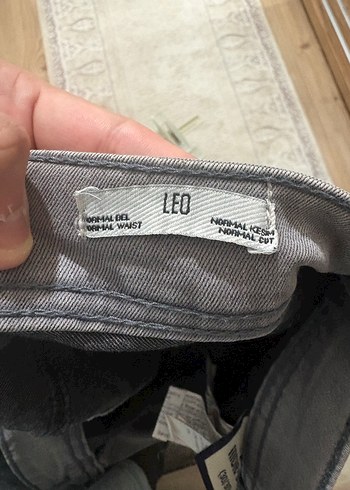 LEO
NORMAL BEL
NORMAL WAIST
NORMAL KESİM
NORMAL CUT